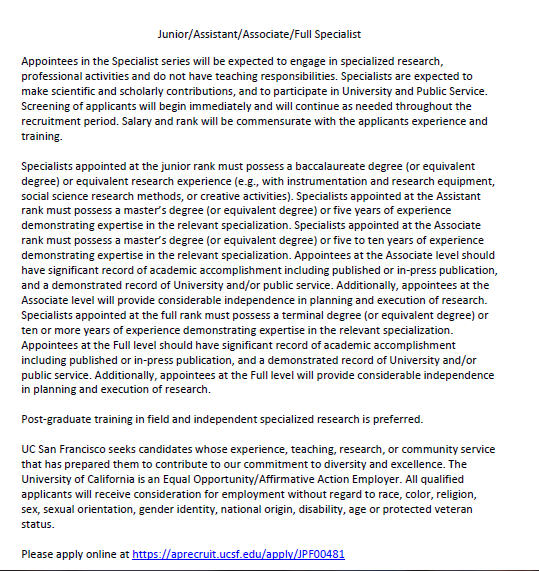 Junior/Assistant/Associate/Full Specialist
Appointees in the Specialist series will be expected to engage in specialized research,
professional activities and do not have teaching responsibilities. Specialists are expected to
make scientific and scholarly contributions, and to participate in University and Public Service.
Screening of applicants will begin immediately and will continue as needed throughout the
recruitment period. Salary and rank will be commensurate with the applicants experience and
training.
Specialists appointed at the junior rank must possess a baccalaureate degree (or equivalent
degree) or equivalent research experience (e.g., with instrumentation and research equipment,
social science research methods, or creative activities). Specialists appointed at the Assistant
rank must possess a master's degree (or equivalent degree) or five years of experience
demonstrating expertise in the relevant specialization. Specialists appointed at the Associate
rank must possess a master's degree (or equivalent degree) or five to ten years of experience
demonstrating expertise in the relevant specialization. Appointees at the Associate level should
have significant record of academic accomplishment including published or in-press publication,
and a demonstrated record of University and/or public service. Additionally, appointees at the
Associate level will provide considerable independence in planning and execution of research.
Specialists appointed at the full rank must possess a terminal degree (or equivalent degree) or
ten or more years of experience demonstrating expertise in the relevant specialization.
Appointees at the Full level should have significant record of academic accomplishment
including published or in-press publication, and a demonstrated record of University and/or
public service. Additionally, appointees at the Full level will provide considerable independence
in planning and execution of research.
Post-graduate training in field and independent specialized research is preferred.
UC San Francisco seeks candidates whose experience, teaching, research, or community service
that has prepared them to contribute to our commitment to diversity and excellence. The
University of California is an Equal Opportunity/Affirmative Action Employer. All qualified
applicants will receive consideration for employment without regard to race, color, religion,
sex, sexual orientation, gender identity, national origin, disability, age or protected veteran
status.
Please apply online at https://aprecruit.ucsf.edu/apply/JPF00481